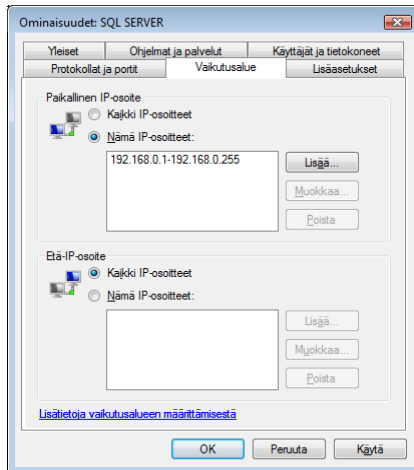 Ominaisuudet: SQL SERVER
Yleiset Ohjelmat ja palvelut Käyttäjät ja tietokoneet
Protokollat ja portit Vaikutusalue Lisäasetukset
Paikallinen IP-osoite
Kaikki IP-osoitteet
Nämä IP-osoitteet:
192.168.0.1-192.168.0.255
Lisää...
Muokkaa...
Poista
Etä-IP-osoite
Kaikki IP-osoitteet
Nämä IP-osoitteet:
Lisää...
Muokkaa...
Poista
Lisätietoja vaikutusalueen määrittämisestä
OK Peruuta Käytä